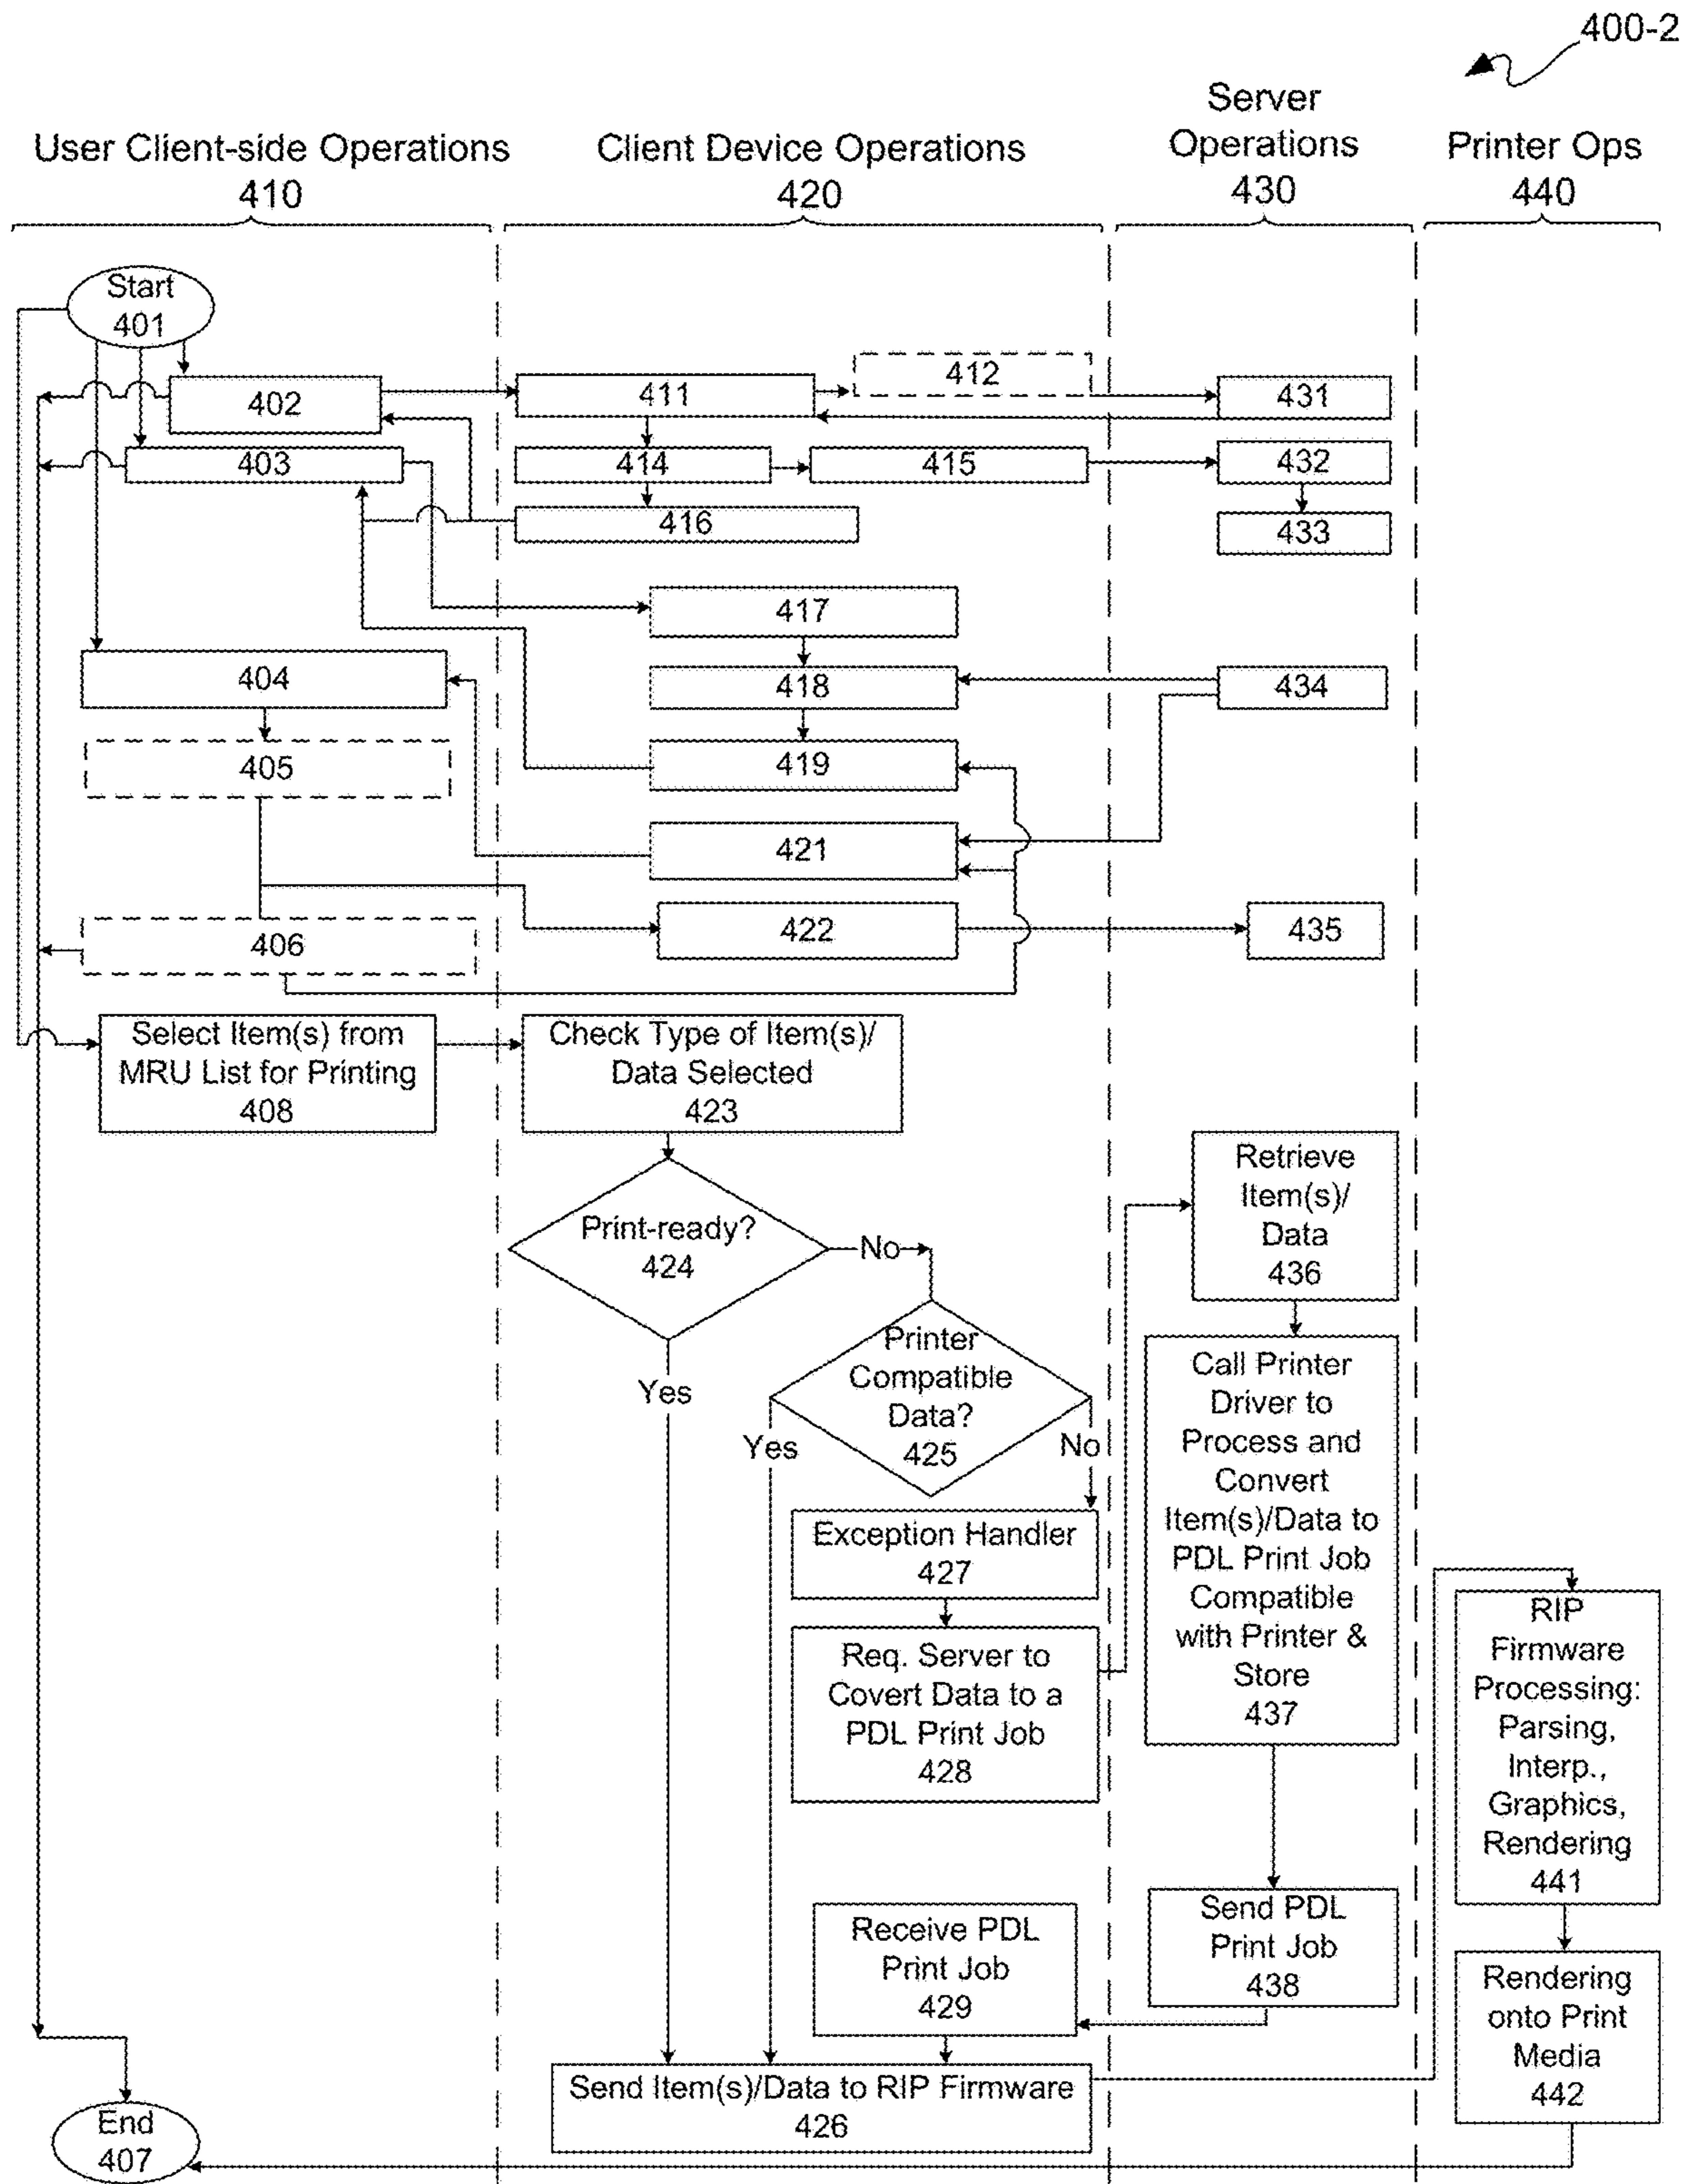 400-2
User Client-side Operations
410
Client Device Operations
420
Server
Operations
430
Printer Ops
440
Start
401
402
411
412
431
403
414
415
432
416
433
417
404
418
434
405
419
421
406
422
435
Select Item(s) from
MRU List for Printing
408
Check Type of Item(s)/
Data Selected
423
Print-ready?
424
No
Yes
Printer
Compatible
Data?
425
Yes
No
Exception Handler
427
Req. Server to
Covert Data to a
PDL Print Job
428
Retrieve
Item(s)/
Data
436
Call Printer
Driver to
Process and
Convert
Item(s)/Data to
PDL Print Job
Compatible
with Printer &
Store
437
Send PDL
Print Job
438
Receive PDL
Print Job
429
Send Item(s)/Data to RIP Firmware
426
RIP
Firmware
Processing:
Parsing,
Interp.,
Graphics,
Rendering
441
Rendering
onto Print
Media
442
End
407